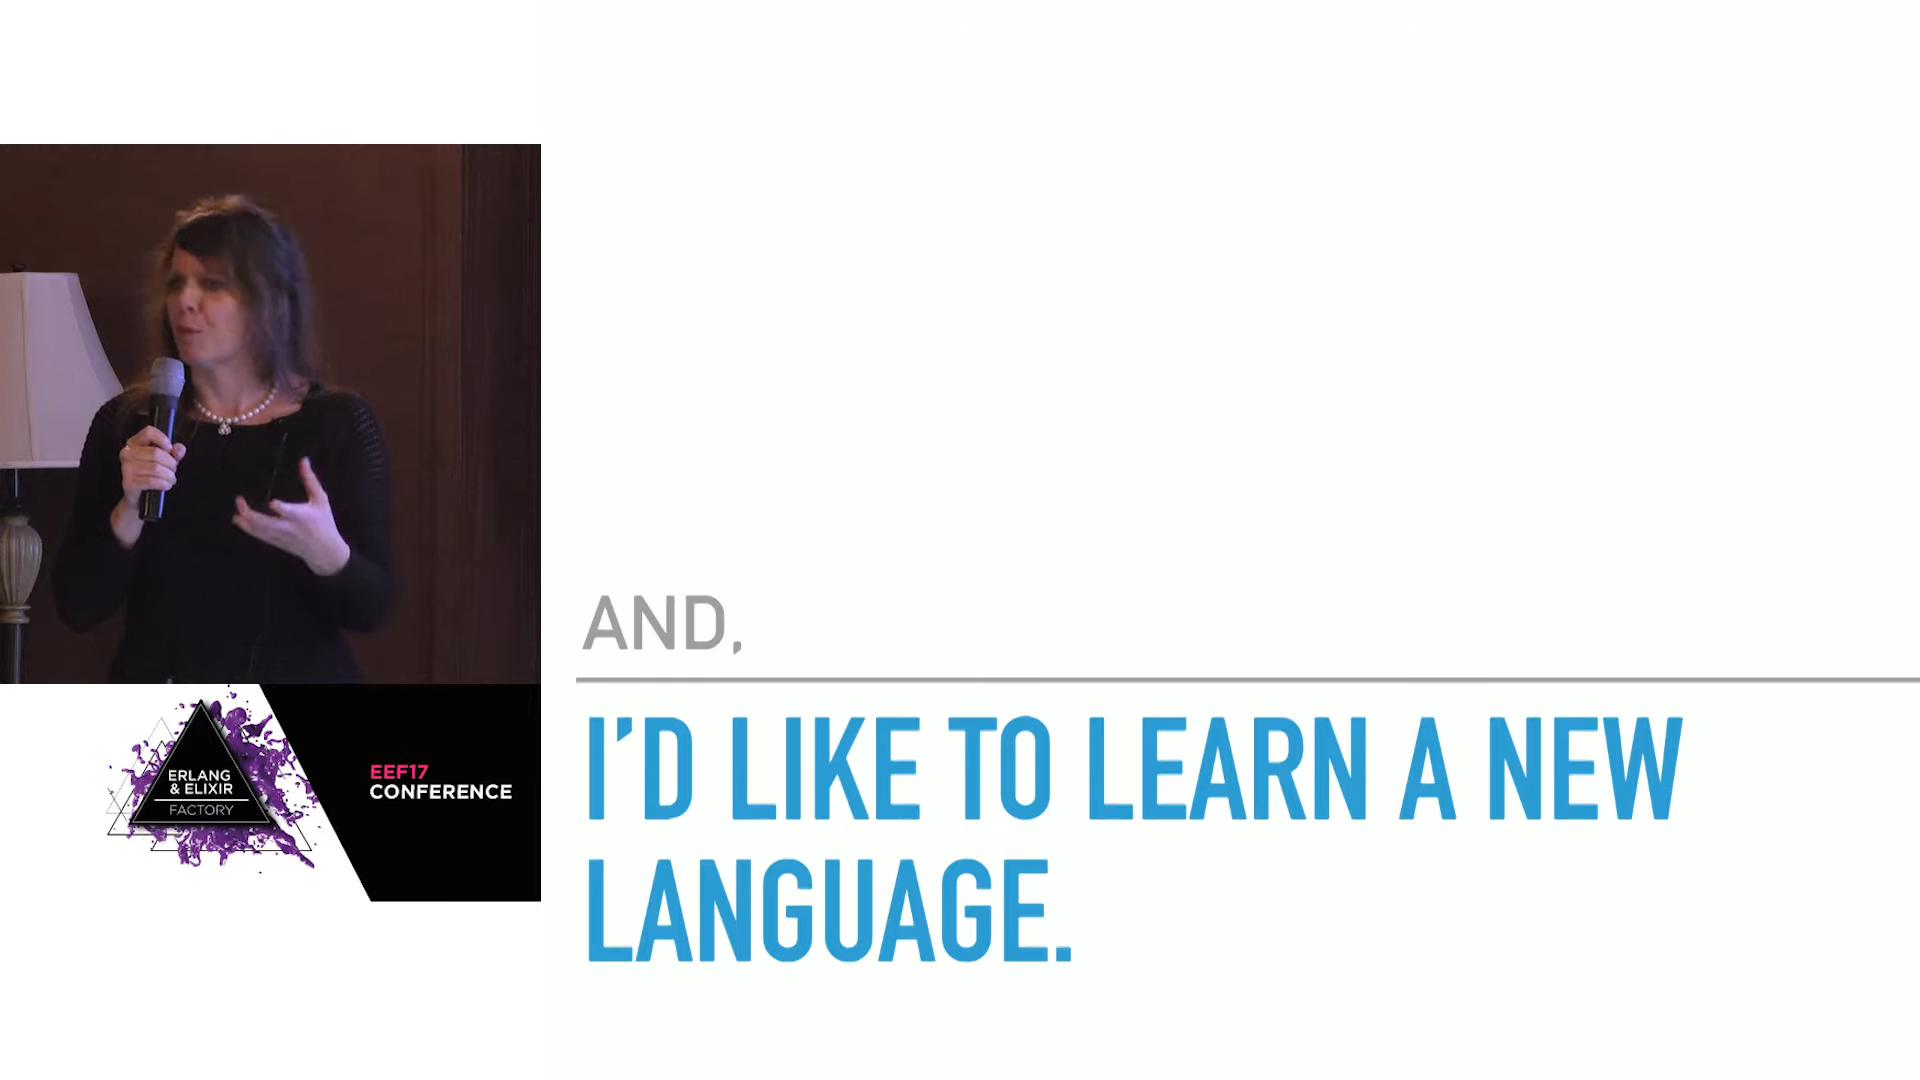 ERLANG
& ELIXIR
FACTORY
EEF17
CONFERENCE
AND,
I'D LIKE TO LEARN A NEW
LANGUAGE.